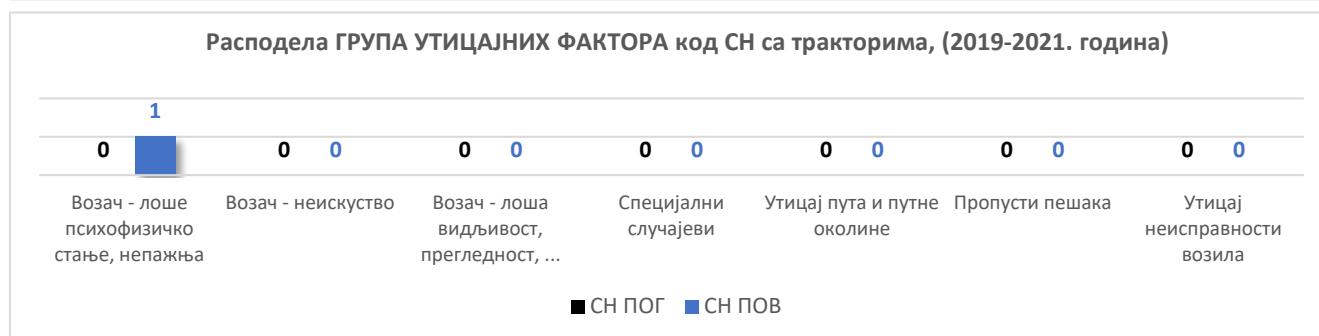 Расподела ГРУПА УТИЦАЈНИХ ФАКТОРА код СН са тракторима, (2019-2021. година)
1
0 0 0 0 0 0 0 0 0 0 0 0 0
Возач - лоше психофизичко стање, непажња
Возач - неискуство
Возач - лоша видљивост, прегледност, ...
Специјални случајеви
Утицај пута и путне околине
Пропусти пешака
Утицај неисправности возила
СН ПОГ СН ПОВ